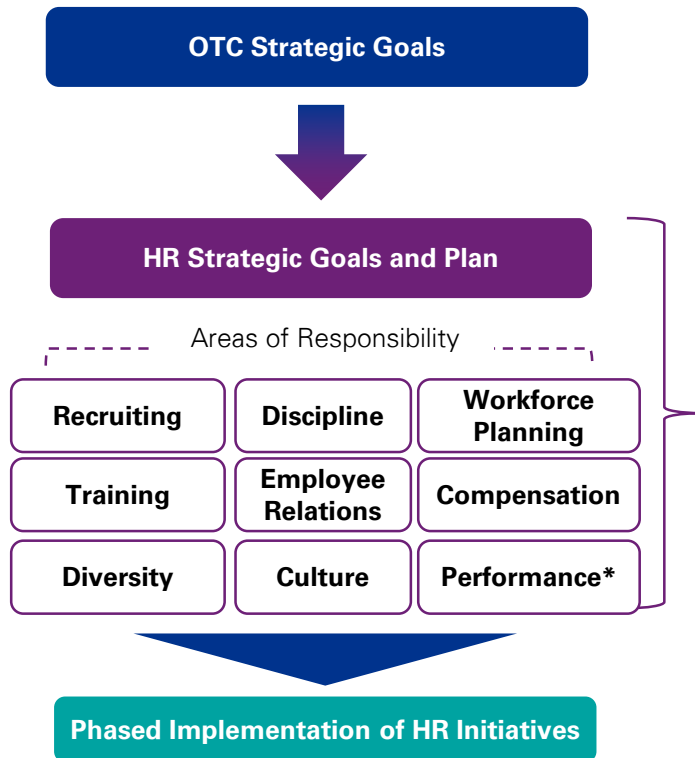 OTC Strategic Goals
HR Strategic Goals and Plan
Areas of Responsibility
Recruiting
Discipline
Workforce
Planning
Training
Employee
Relations
Compensation
Diversity
Culture
Performance*
Phased Implementation of HR Initiatives